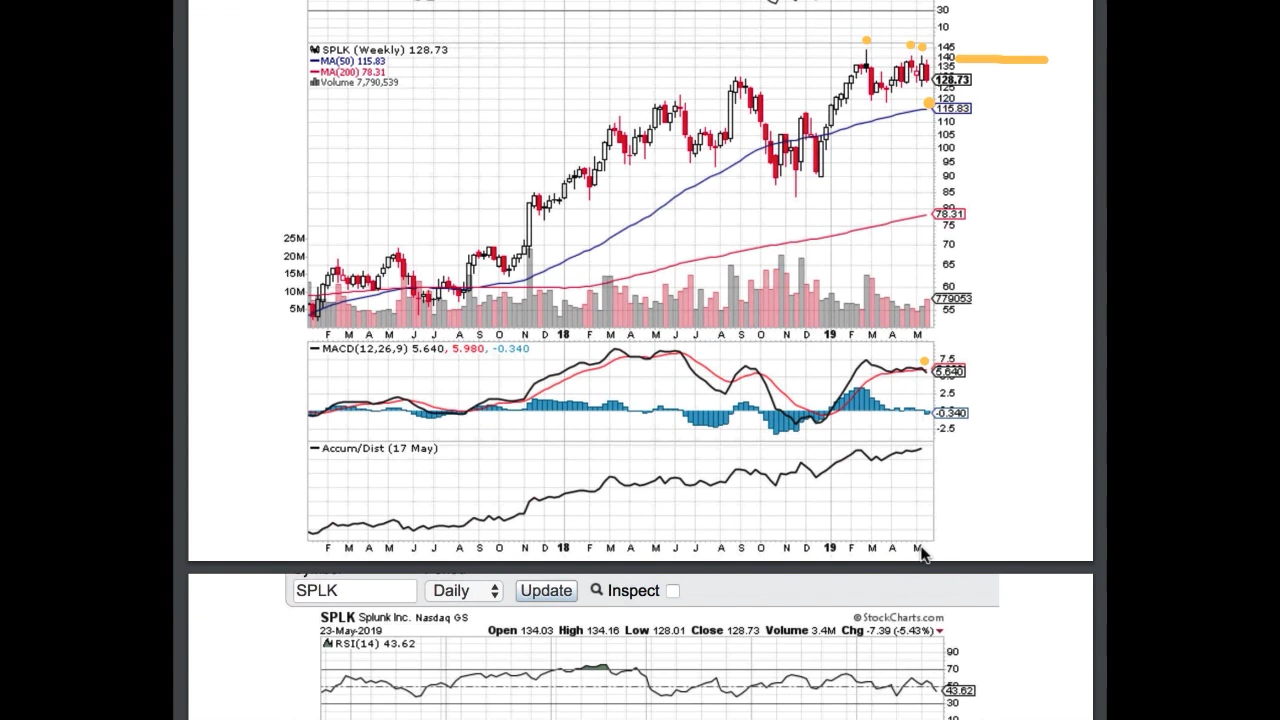 30
10
SPLK (Weekly) 128.73
MA(50) 115.83
MA(200) 78.31
Volume 7,790,539
145
140
135
128.73
125
120
115.83
110
105
100
95
90
85
80
78.31
75
70
65
60
779053
55
25M
20M
15M
10M
5M
F M A M J J A S O N D 18 F M A M J J A S O N D 19 F M A M
MACD(12,26,9) 5.640, 5.980, -0.340
7.5
5.640
2.5
-0.340
-2.5
Accum/Dist (17 May)
F M A M J J A S O N D 18 F M A M J J A S O N D 19 F M A M
SPLK Daily Update Inspect
SPLK Splunk Inc. Nasdaq GS © StockCharts.com
23-May-2019 Open 134.03 High 134.16 Low 128.01 Close 128.73 Volume 3.4M Chg -7.39 (-5.43%)
RSI(14) 43.62
90
70
43.62
30